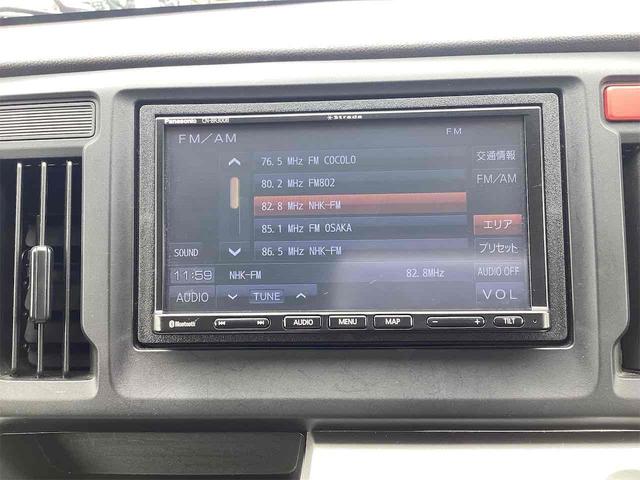 Panasonic CN-RE06D Strada
FM/AM FM
76.5 MHz FM COCOLO
80.2 MHz FM802
82.8 MHz NHK-FM
85.1 MHz FM OSAKA
86.5 MHz NHK-FM
交通情報
FM/AM
エリア
プリセット
AUDIO OFF
VOL
SOUND
11:59 NHK-FM 82.8MHz
AUDIO TUNE
Bluetooth AUDIO MENU MAP − + TILT